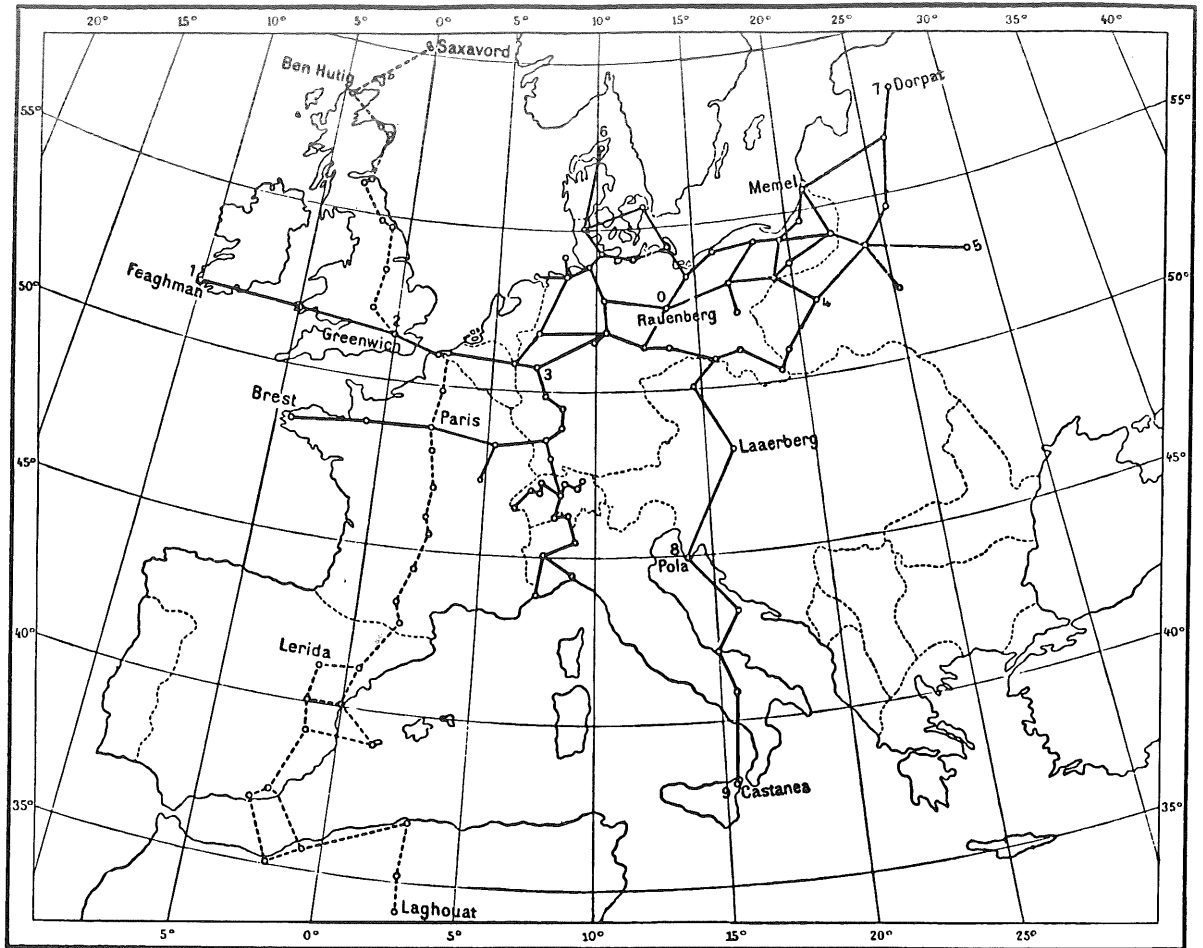 20° 15° 10° 5° 0° 5° 10° 15° 20° 25° 30° 35° 40°
8 Saxavord
Ben Hutig
7 Dorpat
55° 55°
6
Memel
1
Feaghman
5
50° 50°
2
Greenwich
0
Rauenberg
4
3
Brest
Paris
Laaerberg
45° 45°
8
Pola
40° 40°
Lerida
9 Castanea
35° 35°
Laghouat
5° 0° 5° 10° 15° 20° 25°